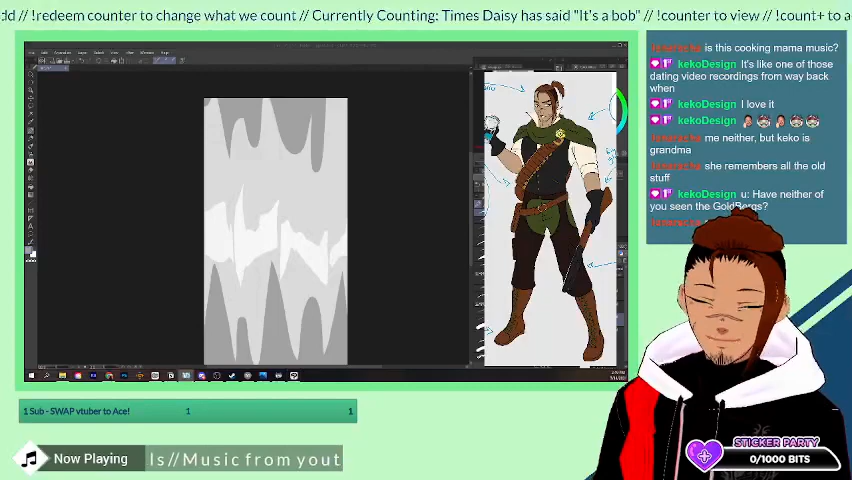 dd // !redeem counter to change what we count // Currently Counting: Times Daisy has said "It's a bob" // !counter to view // !count+ to a
is this cooking mama music?
kekoDesign It's like one of those
dating video recordings from way back
when
kekoDesign I love it
kekoDesign
me neither, but keko is
grandma
she remembers all the old
stuff
kekoDesign u: Have neither of
you seen the GoldBergs?
1 Sub - SWAP vtuber to Ace! 1 1
Now Playing ls//Music from yout
STICKER PARTY
0/1000 BITS